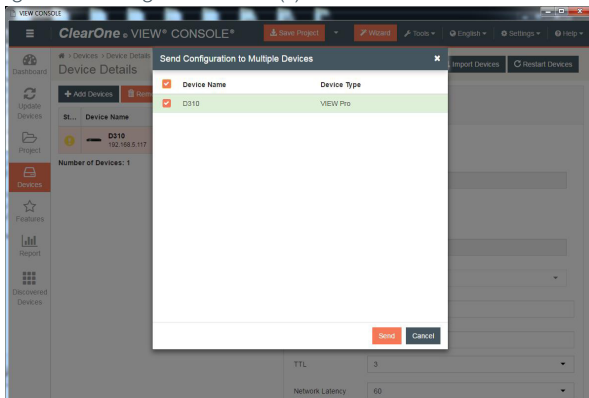 VIEW CONSOLE
ClearOne® VIEW® CONSOLE®
Save Project
Wizard
Tools
English
Settings
Help
Dashboard
Update Devices
Project
Devices
Features
Report
Discovered Devices
Devices > Device Details
Device Details
Import Devices
Restart Devices
Add Devices
St... Device Name
D310
192.168.5.117
Number of Devices: 1
Send Configuration to Multiple Devices
Device Name Device Type
D310 VIEW Pro
Send Cancel
TTL 3
Network Latency 60